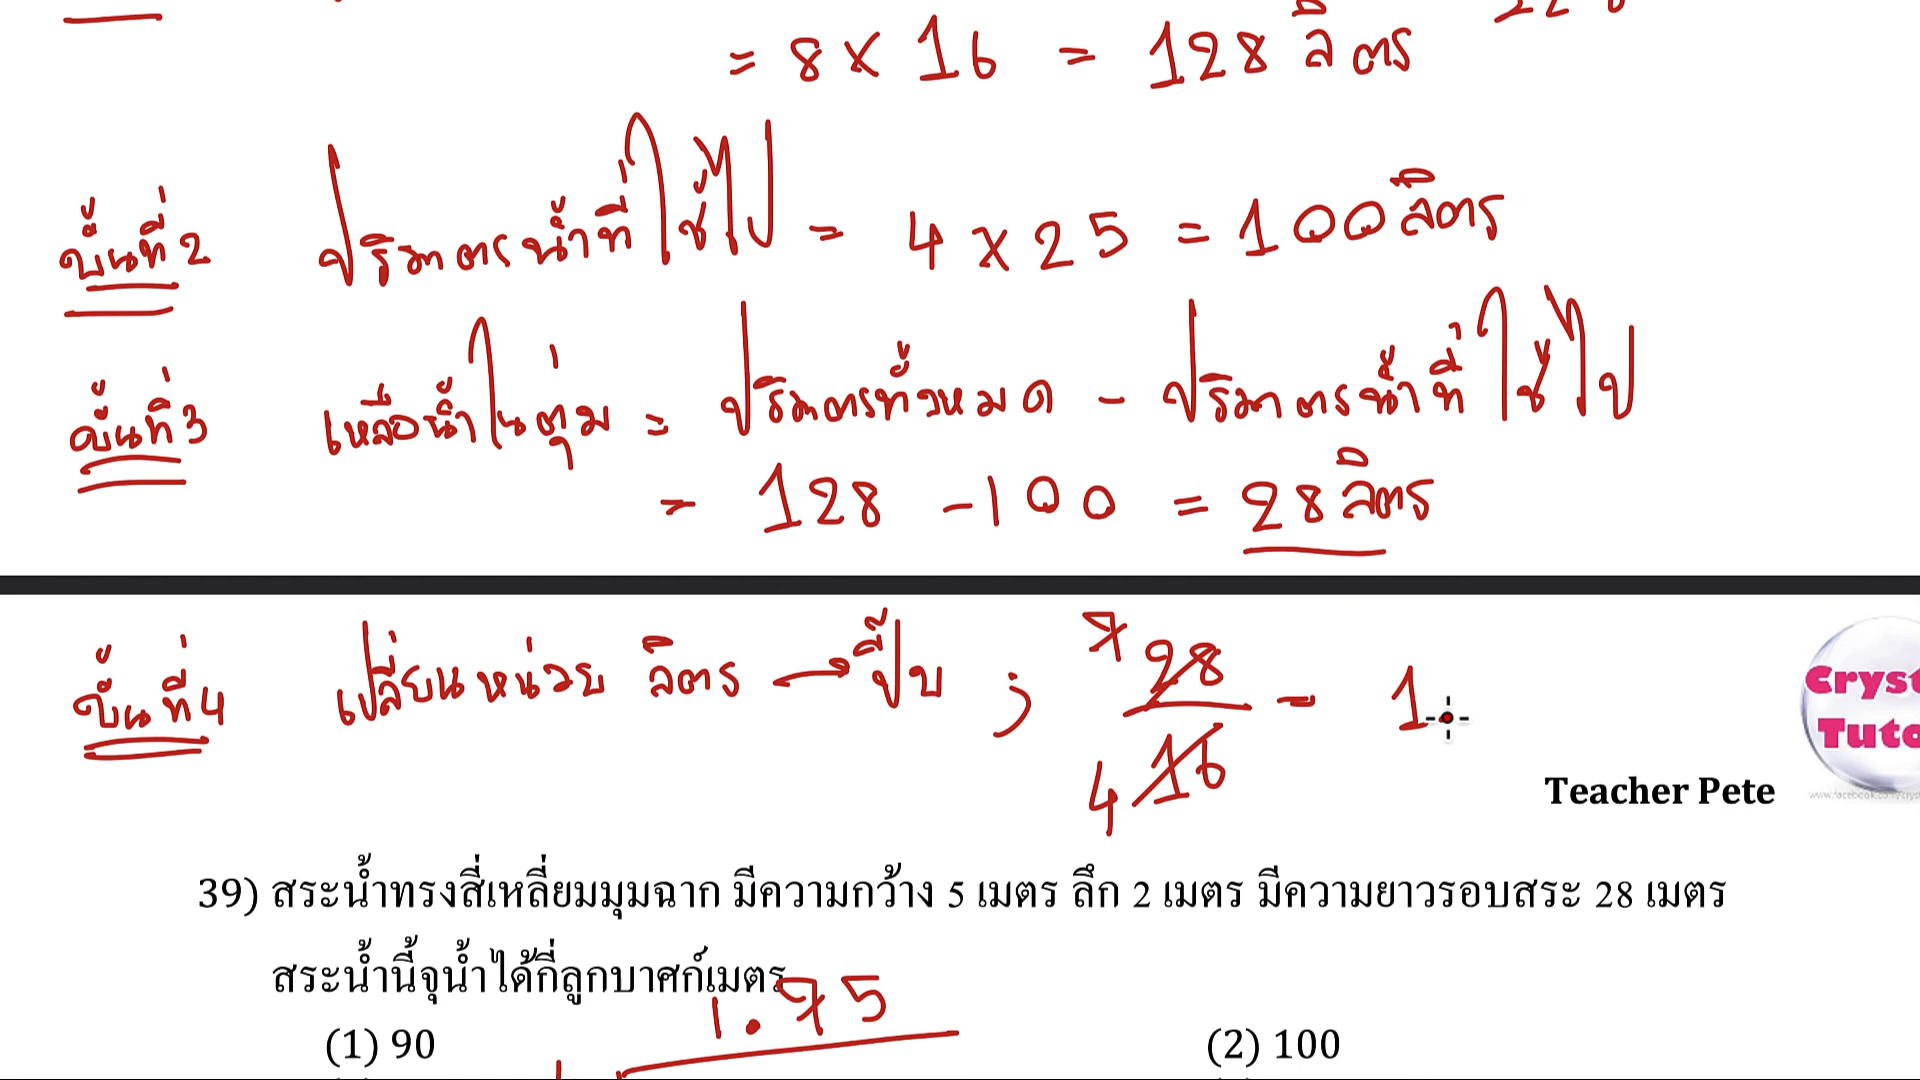 = 8 × 16 = 128 ลิตร
ขั้นที่ 2 ปริมาตรน้ำที่ใช้ไป = 4 × 25 = 100 ลิตร
ขั้นที่ 3 เหลือน้ำในตุ่ม = ปริมาตรทั้งหมด - ปริมาตรน้ำที่ใช้ไป
= 128 - 100 = 28 ลิตร
ขั้นที่ 4 เปลี่ยนหน่วย ลิตร → ปี๊บ ; 7 28
4 16 = 1
Teacher Pete
39) สระน้ำทรงสี่เหลี่ยมมุมฉาก มีความกว้าง 5 เมตร ลึก 2 เมตร มีความยาวรอบสระ 28 เมตร
สระน้ำนี้จุน้ำได้กี่ลูกบาศก์เมตร
1.75
(1) 90 (2) 100